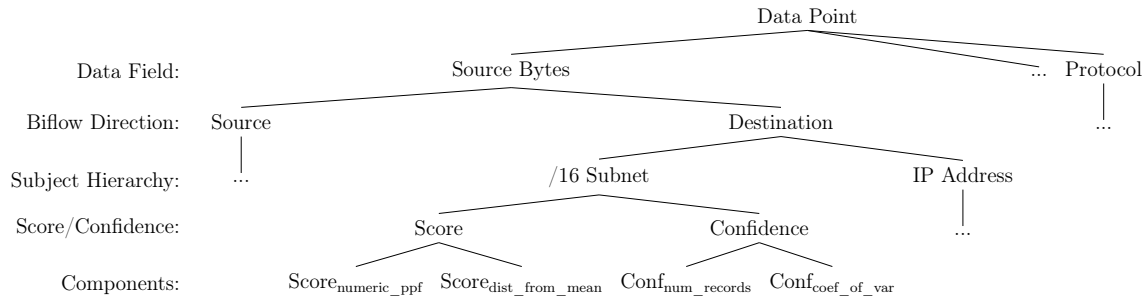 Data Point
Data Field: Source Bytes ... Protocol
Biflow Direction: Source Destination ...
Subject Hierarchy: ... /16 Subnet IP Address
Score/Confidence: Score Confidence ...
Components: Score_numeric_ppf Score_dist_from_mean Conf_num_records Conf_coef_of_var